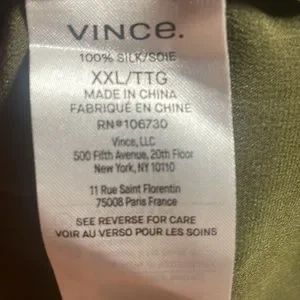 VINCE.
100% SILK/SOIE
XXL/TTG
MADE IN CHINA
FABRIQUÉ EN CHINE
RN#106730
Vince, LLC
500 Fifth Avenue, 20th Floor
New York, NY 10110
11 Rue Saint Florentin
75008 Paris France
SEE REVERSE FOR CARE
VOIR AU VERSO POUR LES SOINS